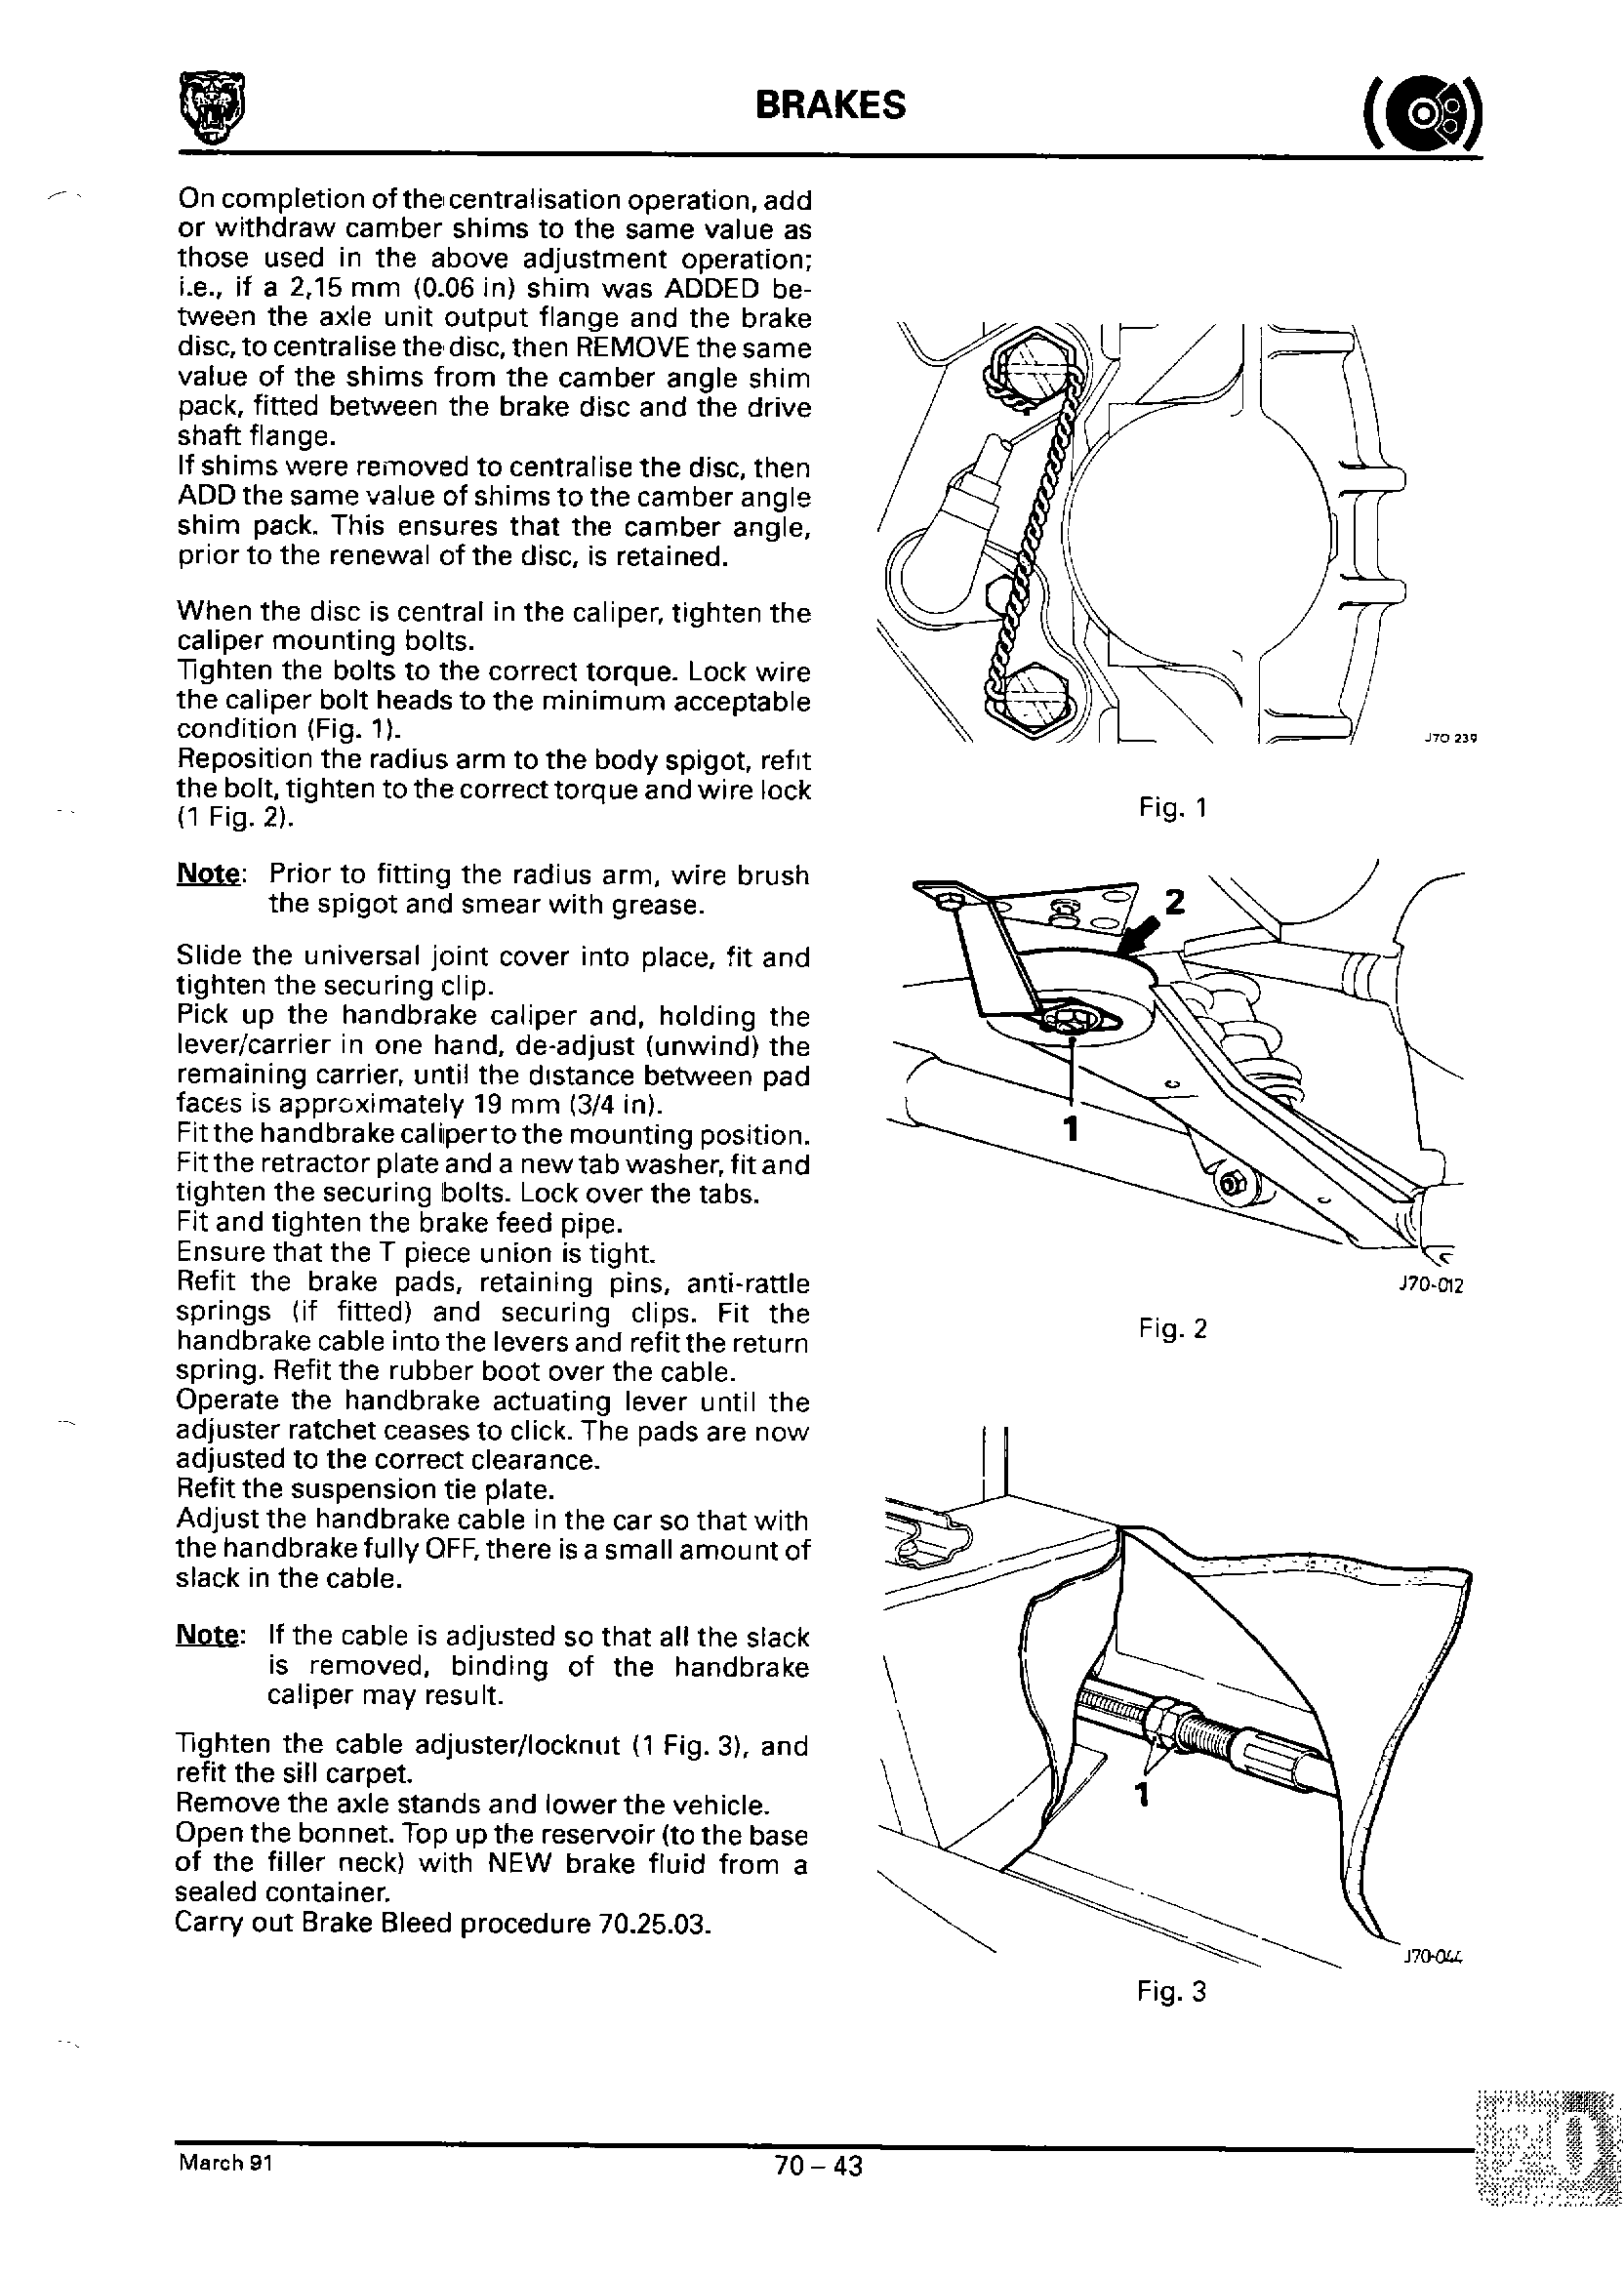 BRAKES
On completion of the centralisation operation, add
or withdraw camber shims to the same value as
those used in the above adjustment operation;
i.e., if a 2,15 mm (0.06 in) shim was ADDED be-
tween the axle unit output flange and the brake
disc, to centralise the disc, then REMOVE the same
value of the shims from the camber angle shim
pack, fitted between the brake disc and the drive
shaft flange.
If shims were removed to centralise the disc, then
ADD the same value of shims to the camber angle
shim pack. This ensures that the camber angle,
prior to the renewal of the disc, is retained.
When the disc is central in the caliper, tighten the
caliper mounting bolts.
Tighten the bolts to the correct torque. Lock wire
the caliper bolt heads to the minimum acceptable
condition (Fig. 1).
Reposition the radius arm to the body spigot, refit
the bolt, tighten to the correct torque and wire lock
(1 Fig. 2).
Note: Prior to fitting the radius arm, wire brush
the spigot and smear with grease.
Slide the universal joint cover into place, fit and
tighten the securing clip.
Pick up the handbrake caliper and, holding the
lever/carrier in one hand, de-adjust (unwind) the
remaining carrier, until the distance between pad
faces is approximately 19 mm (3/4 in).
Fit the handbrake caliper to the mounting position.
Fit the retractor plate and a new tab washer, fit and
tighten the securing bolts. Lock over the tabs.
Fit and tighten the brake feed pipe.
Ensure that the T piece union is tight.
Refit the brake pads, retaining pins, anti-rattle
springs (if fitted) and securing clips. Fit the
handbrake cable into the levers and refit the return
spring. Refit the rubber boot over the cable.
Operate the handbrake actuating lever until the
adjuster ratchet ceases to click. The pads are now
adjusted to the correct clearance.
Refit the suspension tie plate.
Adjust the handbrake cable in the car so that with
the handbrake fully OFF, there is a small amount of
slack in the cable.
Note: If the cable is adjusted so that all the slack
is removed, binding of the handbrake
caliper may result.
Tighten the cable adjuster/locknut (1 Fig. 3), and
refit the sill carpet.
Remove the axle stands and lower the vehicle.
Open the bonnet. Top up the reservoir (to the base
of the filler neck) with NEW brake fluid from a
sealed container.
Carry out Brake Bleed procedure 70.25.03.
J70 239
Fig. 1
2
1
J70-012
Fig. 2
1
J70-044
Fig. 3
70
March 91
70 – 43